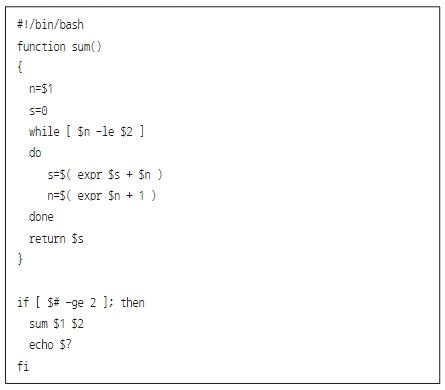 #!/bin/bash
function sum()
{
n=$1
s=0
while [ $n -le $2 ]
do
s=$( expr $s + $n )
n=$( expr $n + 1 )
done
return $s
}
if [ $# -ge 2 ]; then
sum $1 $2
echo $?
fi